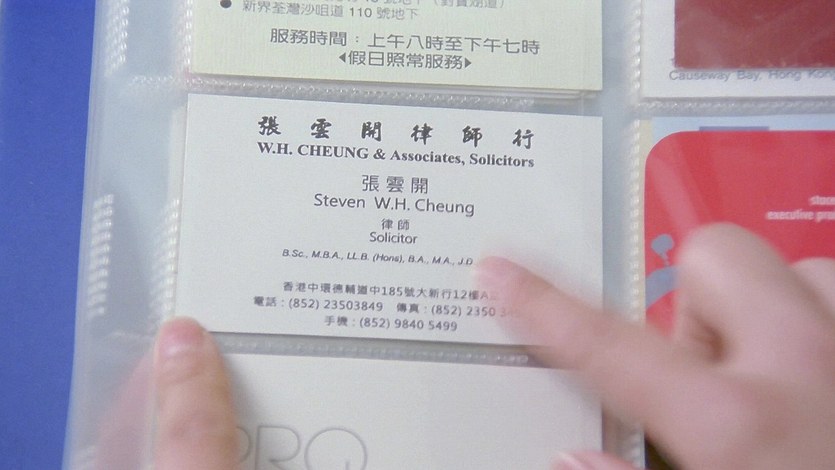 新界荃灣沙咀道 110 號地下
服務時間：上午八時至下午七時
◀假日照常服務▶
Causeway Bay, Hong Kong
張雲開律師行
W.H. CHEUNG & Associates, Solicitors
張雲開
Steven W.H. Cheung
律師
Solicitor
B.Sc., M.B.A., LL.B. (Hons), B.A., M.A., J.D
香港中環德輔道中185號大新行12樓A
電話：(852) 23503849 傳真：(852) 2350
手機：(852) 9840 5499
executive
PRO